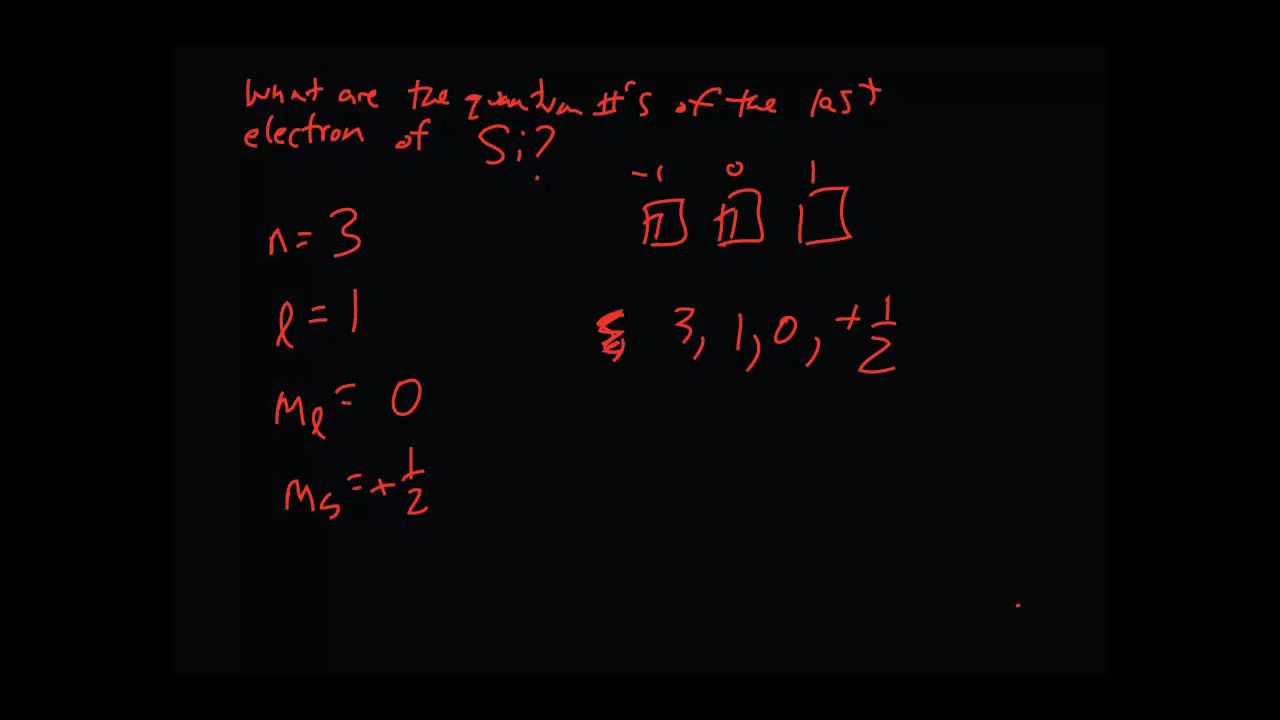 What are the quantum #'s of the last
electron of Si?
-1 0 1
n = 3
l = 1
3, 1, 0, +1/2
Ml = 0
Ms = +1/2